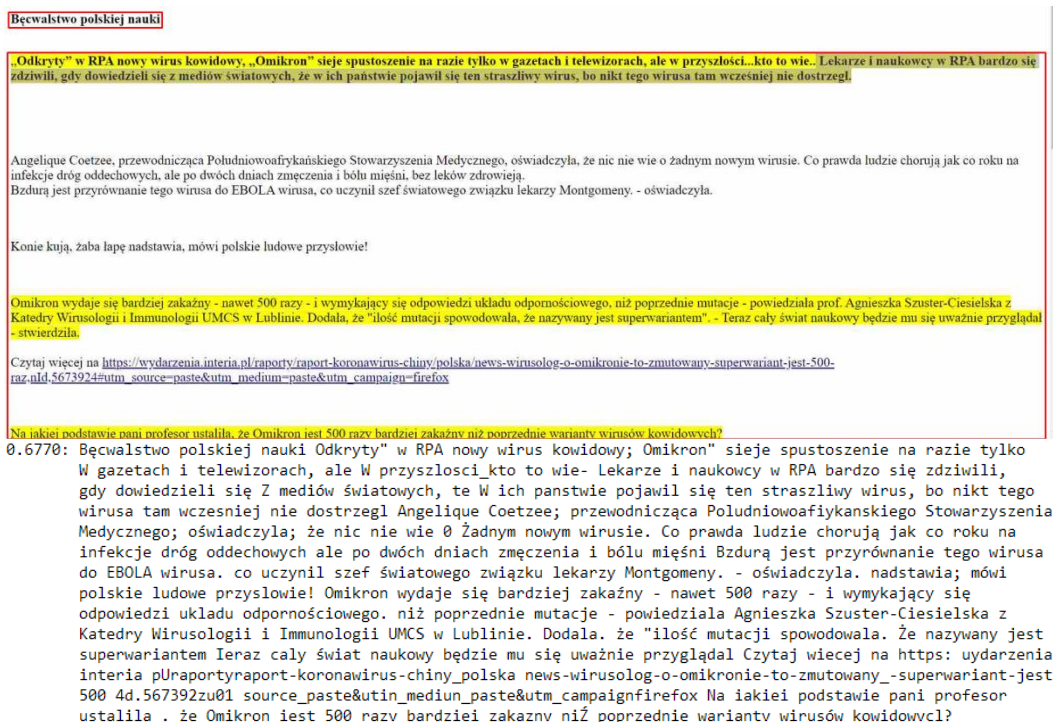 Bęcwalstwo polskiej nauki
„Odkryty” w RPA nowy wirus kowidowy, „Omikron” sieje spustoszenie na razie tylko w gazetach i telewizorach, ale w przyszłości...kto to wie.. Lekarze i naukowcy w RPA bardzo się
zdziwili, gdy dowiedzieli się z mediów światowych, że w ich państwie pojawił się ten straszliwy wirus, bo nikt tego wirusa tam wcześniej nie dostrzegl.
Angelique Coetzee, przewodnicząca Południowoafrykańskiego Stowarzyszenia Medycznego, oświadczyła, że nic nie wie o żadnym nowym wirusie. Co prawda ludzie chorują jak co roku na
infekcje dróg oddechowych, ale po dwóch dniach zmęczenia i bólu mięśni, bez leków zdrowieją.
Bzdurą jest przyrównanie tego wirusa do EBOLA wirusa, co uczynił szef światowego związku lekarzy Montgomeny. - oświadczyła.
Konie kują, żaba łapę nadstawia, mówi polskie ludowe przysłowie!
Omikron wydaje się bardziej zakaźny - nawet 500 razy - i wymykający się odpowiedzi układu odpornościowego, niż poprzednie mutacje - powiedziała prof. Agnieszka Szuster-Ciesielska z
Katedry Wirusologii i Immunologii UMCS w Lublinie. Dodała, że "ilość mutacji spowodowała, że nazywany jest superwariantem". - Teraz cały świat naukowy będzie mu się uważnie przyglądał
- stwierdziła.
Czytaj więcej na https://wydarzenia.interia.pl/raporty/raport-koronawirus-chiny/polska/news-wirusolog-o-omikronie-to-zmutowany-superwariant-jest-500-
raz,nId,5673924#utm_source=paste&utm_medium=paste&utm_campaign=firefox
Na jakiej podstawie pani profesor ustaliła, że Omikron jest 500 razy bardziej zakaźny niż poprzednie warianty wirusów kowidowych?
0.6770: Bęcwalstwo polskiej nauki Odkryty" w RPA nowy wirus kowidowy; Omikron" sieje spustoszenie na razie tylko
W gazetach i telewizorach, ale W przyszlosci_kto to wie- Lekarze i naukowcy w RPA bardzo się zdziwili,
gdy dowiedzieli się Z mediów światowych, te W ich panstwie pojawil się ten straszliwy wirus, bo nikt tego
wirusa tam wczesniej nie dostrzegl Angelique Coetzee; przewodnicząca Poludniowoafiykanskiego Stowarzyszenia
Medycznego; oświadczyla; że nic nie wie 0 Żadnym nowym wirusie. Co prawda ludzie chorują jak co roku na
infekcje dróg oddechowych ale po dwóch dniach zmęczenia i bólu mięśni Bzdurą jest przyrównanie tego wirusa
do EBOLA wirusa. co uczynil szef światowego związku lekarzy Montgomeny. - oświadczyla. nadstawia; mówi
polskie ludowe przyslowie! Omikron wydaje się bardziej zakaźny - nawet 500 razy - i wymykający się
odpowiedzi ukladu odpornościowego. niż poprzednie mutacje - powiedziala Agnieszka Szuster-Ciesielska z
Katedry Wirusologii i Immunologii UMCS w Lublinie. Dodala. że "ilość mutacji spowodowala. Że nazywany jest
superwariantem Ieraz caly świat naukowy będzie mu się uważnie przyglądal Czytaj wiecej na https: uydarzenia
interia pUraportyraport-koronawirus-chiny_polska news-wirusolog-o-omikronie-to-zmutowany_-superwariant-jest
500 4d.567392zu01 source_paste&utin_mediun_paste&utm_campaignfirefox Na iakiei podstawie pani profesor
ustalila . że Omikron iest 500 razy bardziei zakazny niŹ poprzednie warianty wirusów kowidowycl?